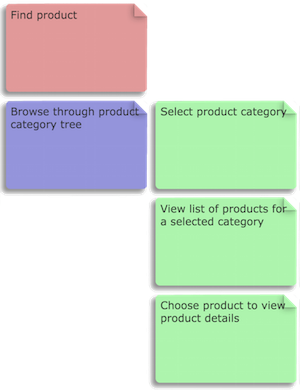 Find product
Browse through product
category tree
Select product category
View list of products for
a selected category
Choose product to view
product details